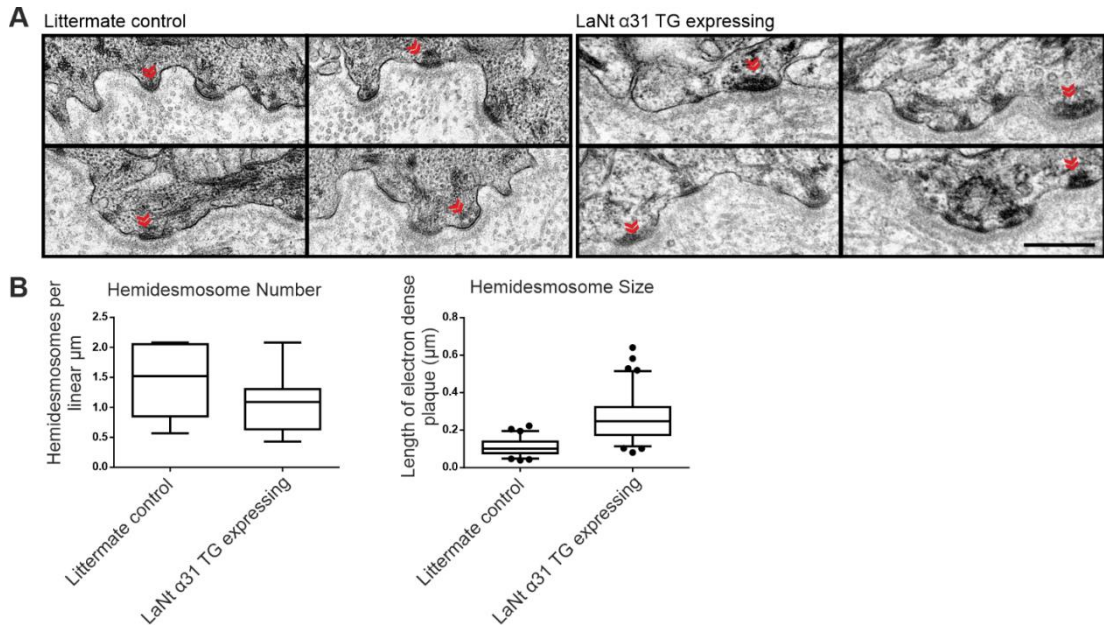 A
Littermate control
LaNt α31 TG expressing
B
Hemidesmosome Number
Hemidesmosomes per
linear µm
2.5
2.0
1.5
1.0
0.5
0.0
Littermate control
LaNt α31 TG expressing
Hemidesmosome Size
Length of electron dense
plaque (µm)
0.8
0.6
0.4
0.2
0.0
Littermate control
LaNt α31 TG expressing